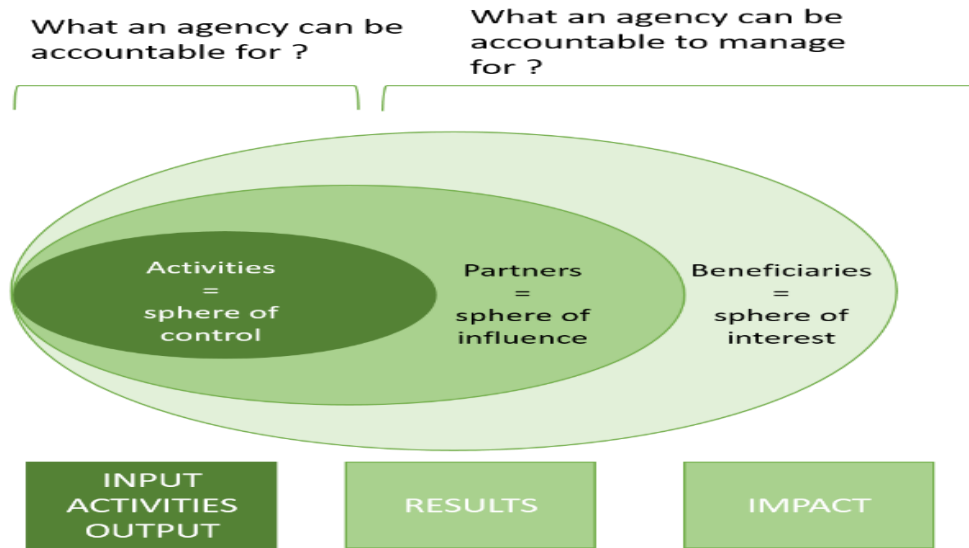 What an agency can be
accountable for ?
What an agency can be
accountable to manage
for ?
Activities
=
sphere of
control
Partners
=
sphere of
influence
Beneficiaries
=
sphere of
interest
INPUT
ACTIVITIES
OUTPUT
RESULTS
IMPACT